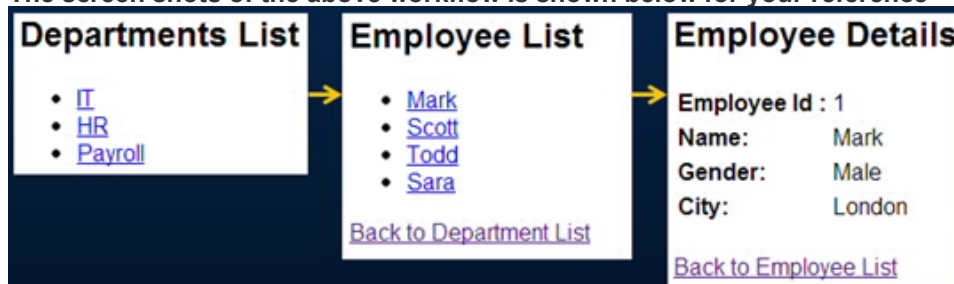 The screen shots of the above workflow is shown below for your reference
Departments List
• IT
• HR
• Payroll
Employee List
• Mark
• Scott
• Todd
• Sara
Back to Department List
Employee Details
Employee Id : 1
Name: Mark
Gender: Male
City: London
Back to Employee List